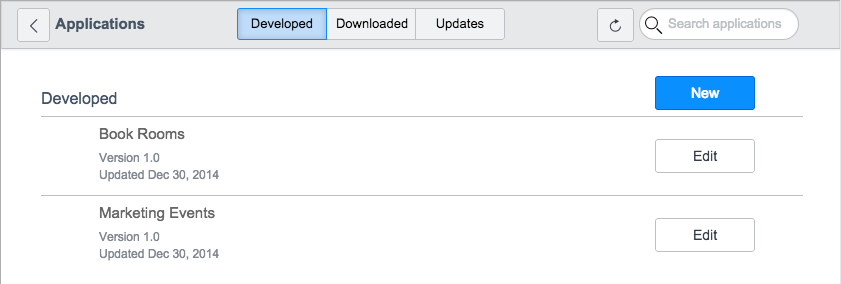 Applications
Developed
Downloaded
Updates
Search applications
Developed
New
Book Rooms
Version 1.0
Updated Dec 30, 2014
Edit
Marketing Events
Version 1.0
Updated Dec 30, 2014
Edit